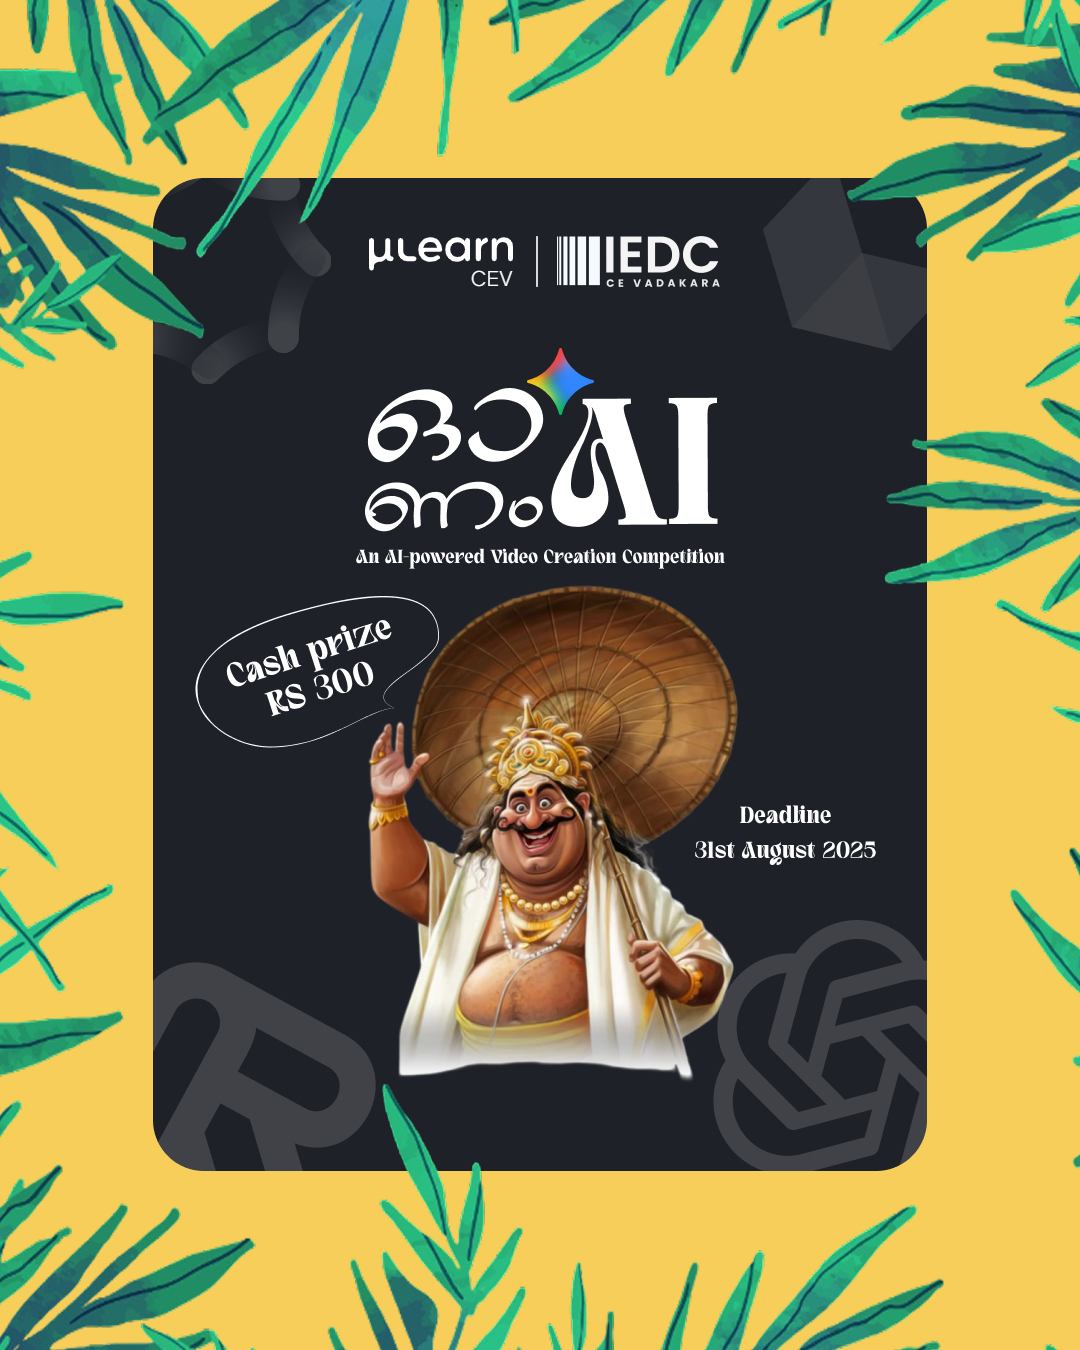 µLearn
CEV
IEDC
CE VADAKARA
ഓ AI
ണം
An AI-powered Video Creation Competition
Cash prize
RS 300
Deadline
31st August 2025